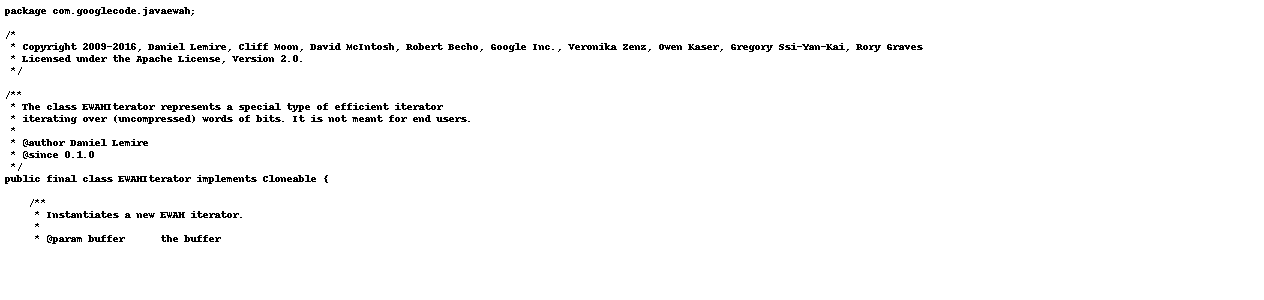 package com.googlecode.javaewah;

/*
 * Copyright 2009-2016, Daniel Lemire, Cliff Moon, David McIntosh, Robert Becho, Google Inc., Veronika Zenz, Owen Kaser, Gregory Ssi-Yan-Kai, Rory Graves
 * Licensed under the Apache License, Version 2.0.
 */

/**
 * The class EWAHIterator represents a special type of efficient iterator
 * iterating over (uncompressed) words of bits. It is not meant for end users.
 *
 * @author Daniel Lemire
 * @since 0.1.0
 */
public final class EWAHIterator implements Cloneable {

    /**
     * Instantiates a new EWAH iterator.
     *
     * @param buffer      the buffer